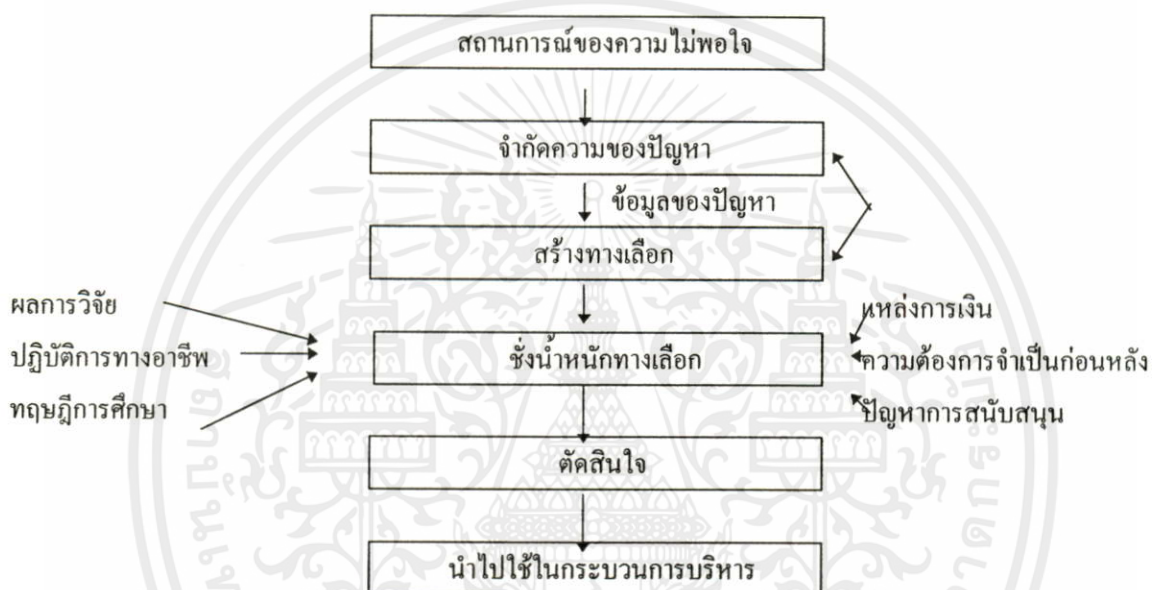 สถานการณ์ของความไม่พอใจ
จำกัดความของปัญหา
ข้อมูลของปัญหา
สร้างทางเลือก
ผลการวิจัย
แหล่งการเงิน
ปฏิบัติการทางอาชีพ
ชั่งน้ำหนักทางเลือก
ความต้องการจำเป็นก่อนหลัง
ทฤษฎีการศึกษา
ปัญหาการสนับสนุน
ตัดสินใจ
นำไปใช้ในกระบวนการบริหาร